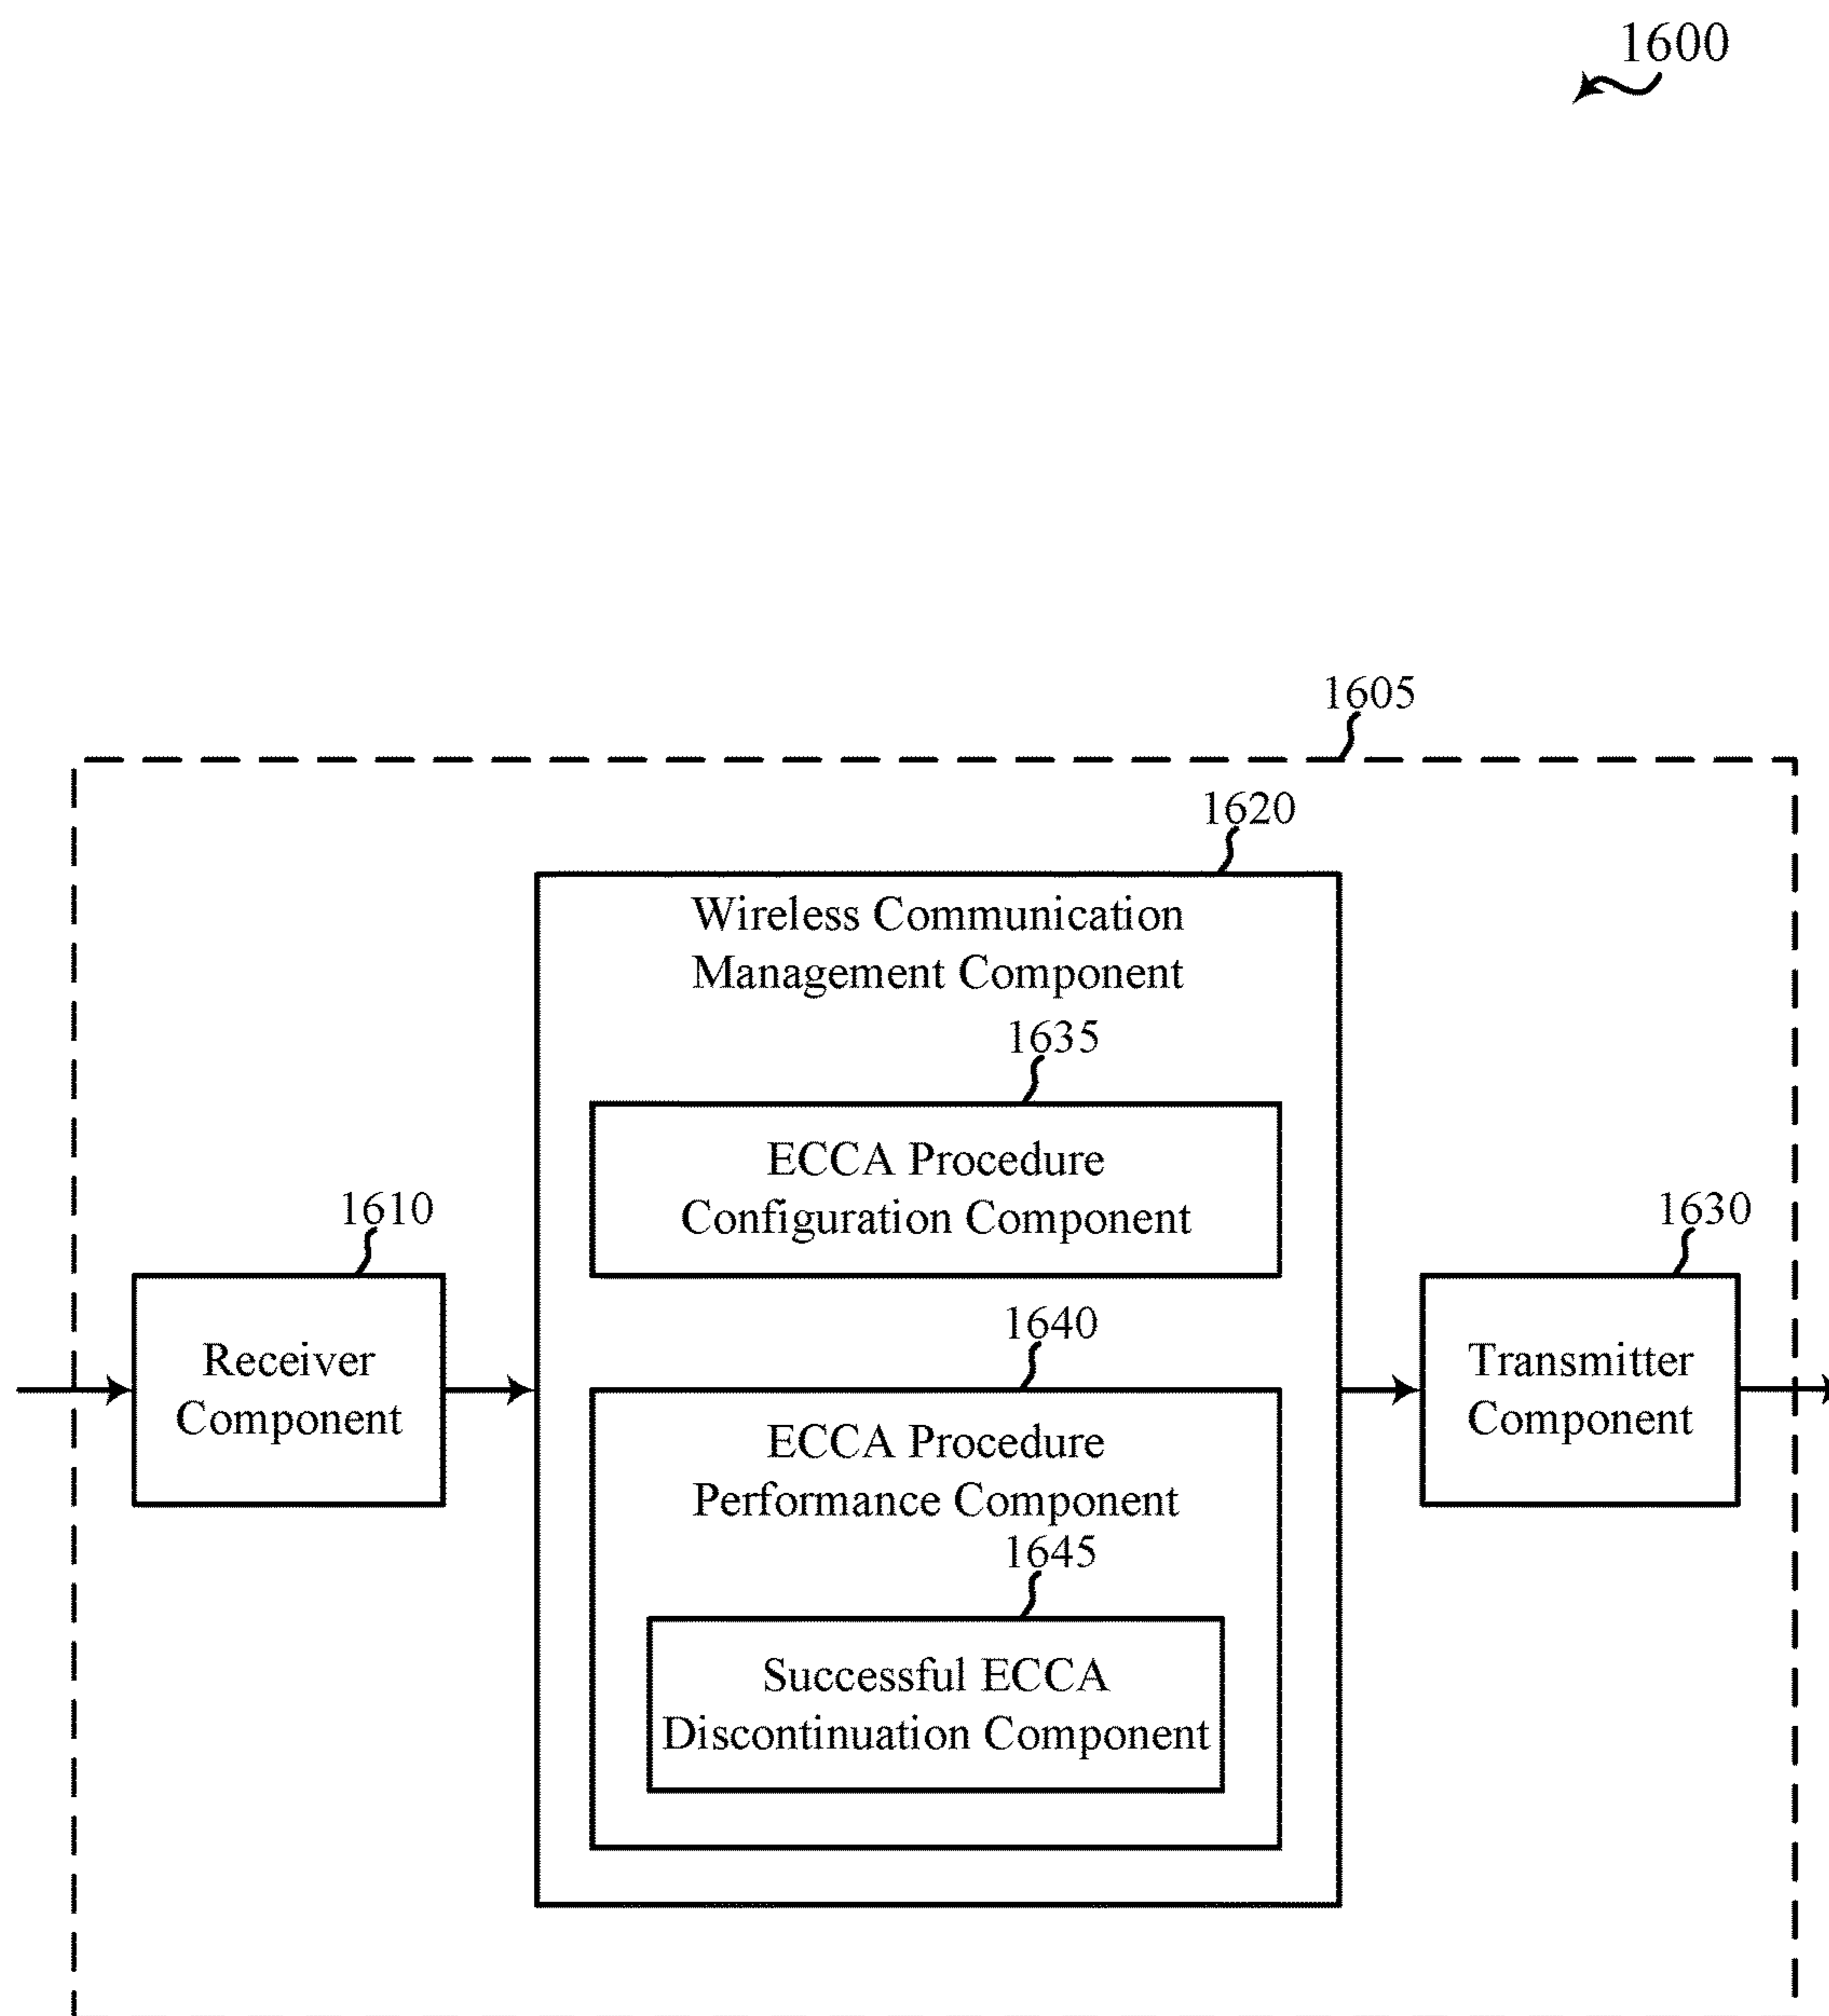 1600
1605
1620
Wireless Communication
Management Component
1635
ECCA Procedure
Configuration Component
1610
Receiver
Component
1640
ECCA Procedure
Performance Component
1645
Successful ECCA
Discontinuation Component
1630
Transmitter
Component